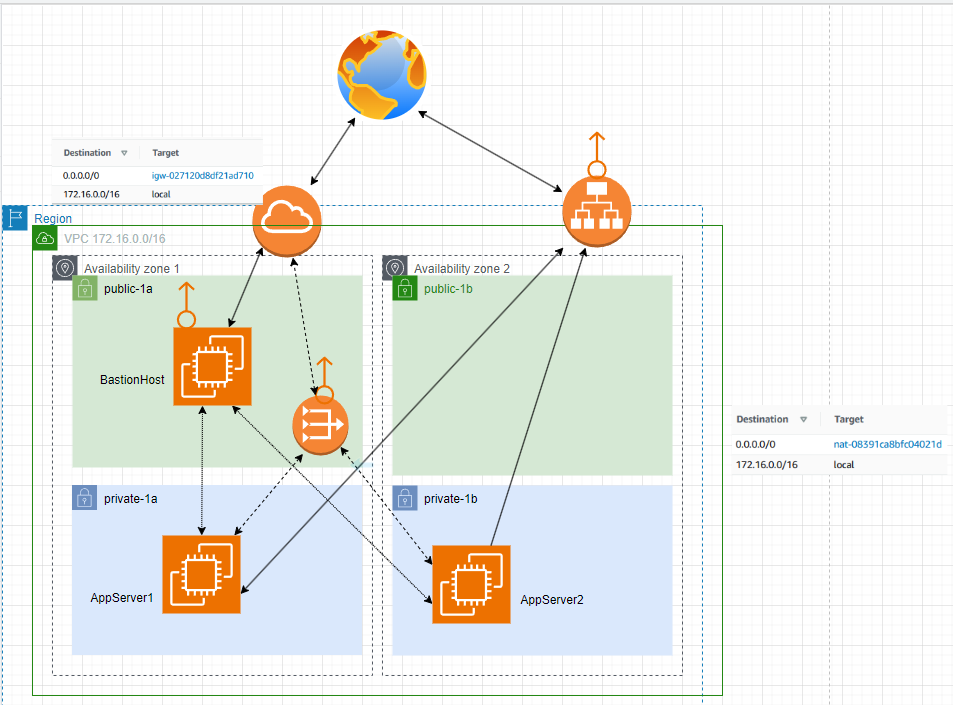 Destination Target
0.0.0.0/0 igw-027120d8df21ad710
172.16.0.0/16 local
Region
VPC 172.16.0.0/16
Availability zone 1
Availability zone 2
public-1a
public-1b
BastionHost
Destination Target
0.0.0.0/0 nat-08391ca8bfc04021d
172.16.0.0/16 local
private-1a
private-1b
AppServer1
AppServer2